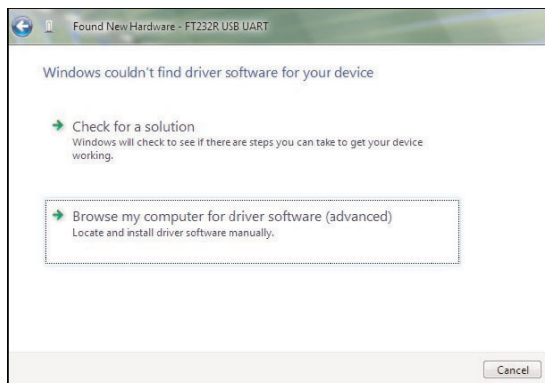 Found New Hardware - FT232R USB UART
Windows couldn't find driver software for your device
Check for a solution
Windows will check to see if there are steps you can take to get your device
working.
Browse my computer for driver software (advanced)
Locate and install driver software manually.
Cancel